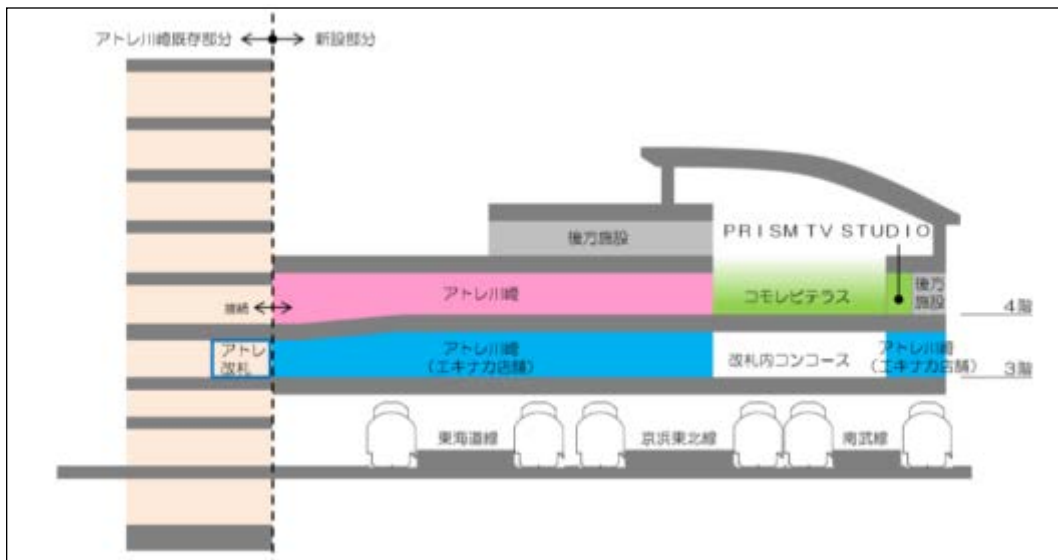 アトレ川崎既存部分
新設部分
後方施設
PRISM TV STUDIO
アトレ川崎
コモレビテラス
後方
施設
接続
4階
アトレ
改札
アトレ川崎
(エキナカ店舗)
改札内コンコース
アトレ川崎
(エキナカ店舗)
3階
東海道線
京浜東北線
南武線